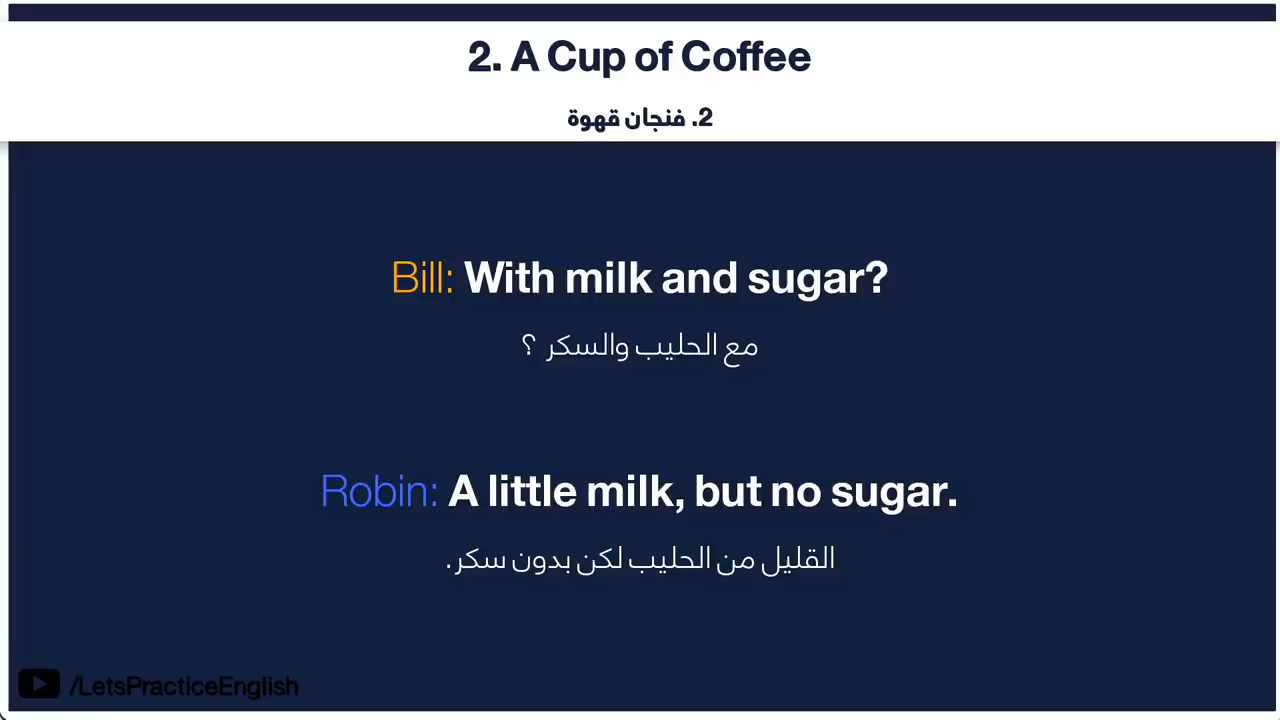 2. A Cup of Coffee
2. فنجان قهوة
Bill: With milk and sugar?
مع الحليب والسكر ؟
Robin: A little milk, but no sugar.
القليل من الحليب لكن بدون سكر.
/LetsPracticeEnglish